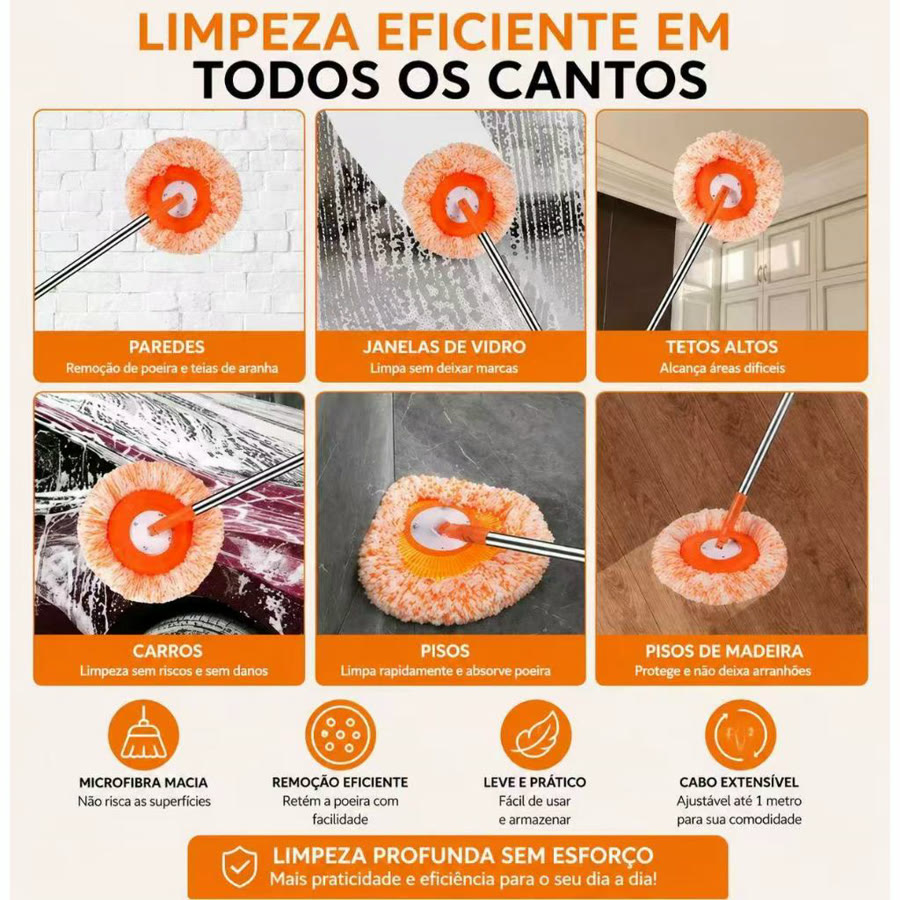 LIMPEZA EFICIENTE EM
TODOS OS CANTOS
PAREDES
Remoção de poeira e teias de aranha
JANELAS DE VIDRO
Limpa sem deixar marcas
TETOS ALTOS
Alcança áreas dificeis
CARROS
Limpeza sem riscos e sem danos
PISOS
Limpa rapidamente e absorve poeira
PISOS DE MADEIRA
Protege e não deixa arranhões
MICROFIBRA MACIA
Não risca as superfícies
REMOÇÃO EFICIENTE
Retém a poeira com
facilidade
LEVE E PRÁTICO
Fácil de usar
e armazenar
CABO EXTENSÍVEL
Ajustável até 1 metro
para sua comodidade
LIMPEZA PROFUNDA SEM ESFORÇO
Mais praticidade e eficiência para o seu dia a dia!